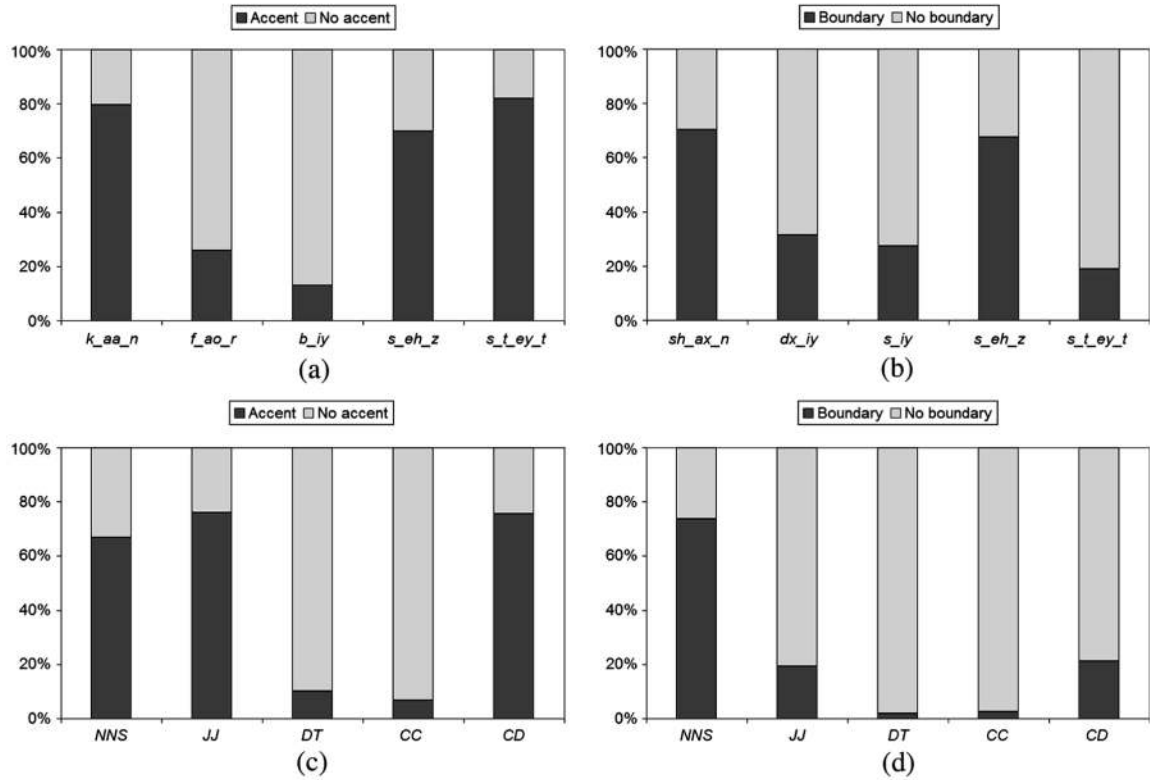 Accent No accent
100%
80%
60%
40%
20%
0%
k_aa_n f_ao_r b_iy s_eh_z s_t_ey_t
(a)
Boundary No boundary
100%
80%
60%
40%
20%
0%
sh_ax_n dx_iy s_iy s_eh_z s_t_ey_t
(b)
Accent No accent
100%
80%
60%
40%
20%
0%
NNS JJ DT CC CD
(c)
Boundary No boundary
100%
80%
60%
40%
20%
0%
NNS JJ DT CC CD
(d)